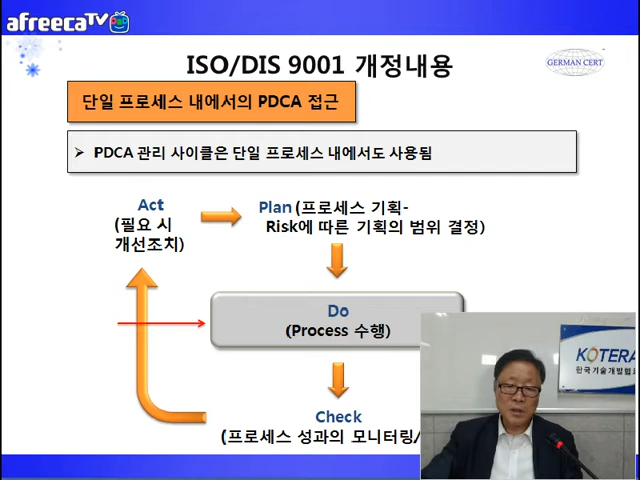 afreecaTV
ISO/DIS 9001 개정내용
GERMAN CERT
단일 프로세스 내에서의 PDCA 접근
➢ PDCA 관리 사이클은 단일 프로세스 내에서도 사용됨
Act
(필요 시
개선조치)
Plan (프로세스 기획-
Risk에 따른 기획의 범위 결정)
Do
(Process 수행)
Check
(프로세스 성과의 모니터링/
KOTERA
한국기술개발협회